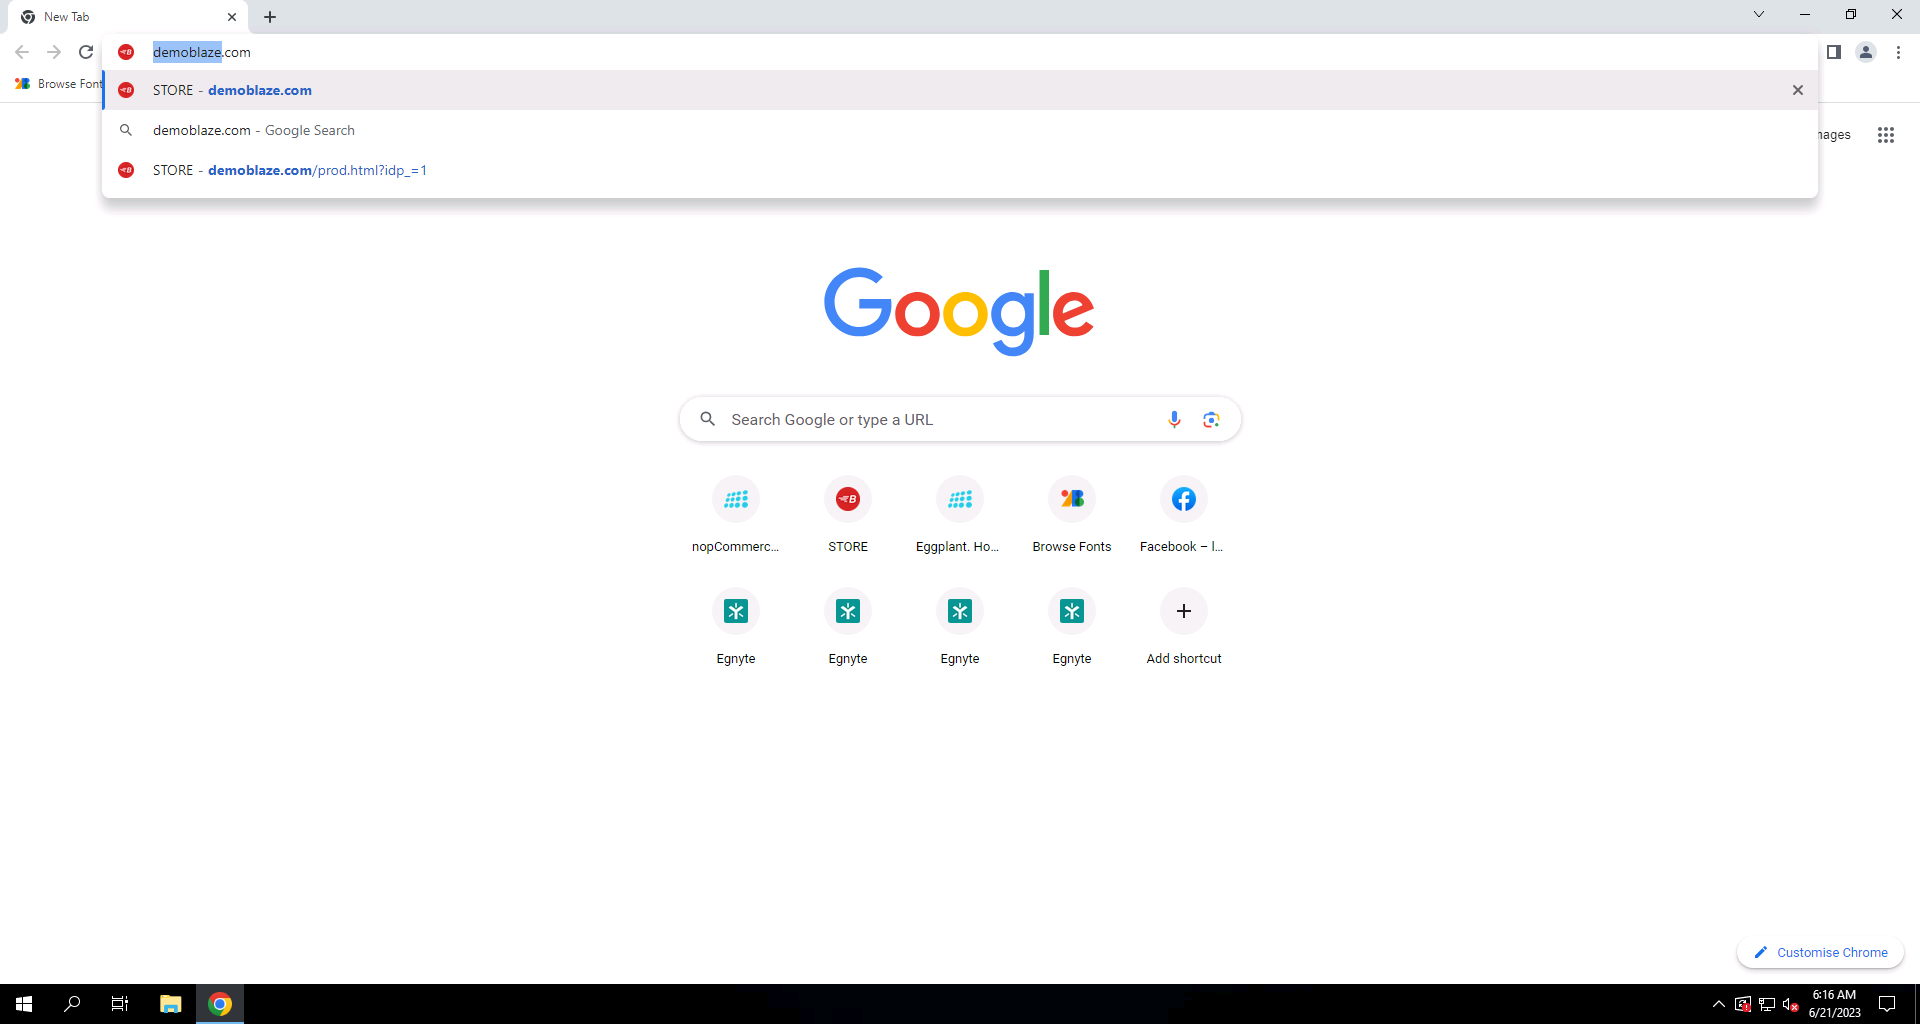 New Tab
demoblaze.com
Browse Font
STORE - demoblaze.com
demoblaze.com - Google Search
mages
STORE - demoblaze.com/prod.html?idp_=1
Google
Search Google or type a URL
nopCommerc...
STORE
Eggplant. Ho...
Browse Fonts
Facebook – l...
Egnyte
Egnyte
Egnyte
Egnyte
Add shortcut
Customise Chrome
6:16 AM
6/21/2023